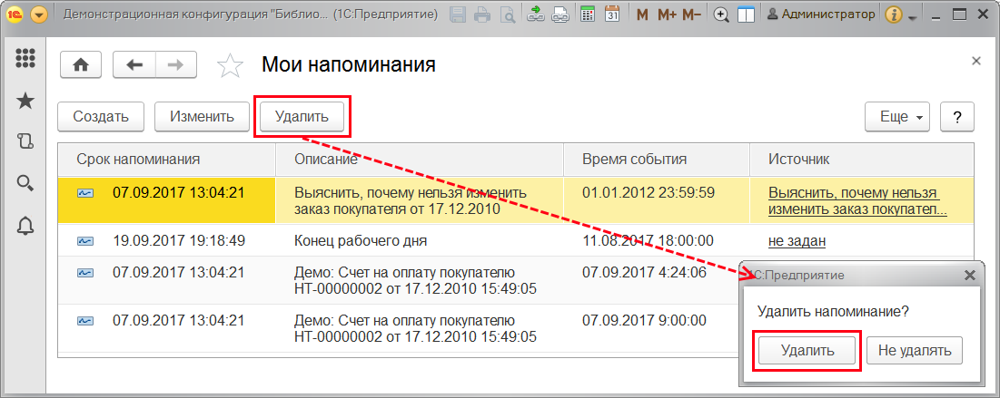 1С Демонстрационная конфигурация "Библио... (1С:Предприятие) 31 M M+ M- Администратор i
Мои напоминания
Создать Изменить Удалить Еще ?
Срок напоминания Описание Время события Источник
07.09.2017 13:04:21 Выяснить, почему нельзя изменить 01.01.2012 23:59:59 Выяснить, почему нельзя
заказ покупателя от 17.12.2010 изменить заказ покупател...
19.09.2017 19:18:49 Конец рабочего дня 11.08.2017 18:00:00 не задан
07.09.2017 13:04:21 Демо: Счет на оплату покупателю 07.09.2017 4:24:06
НТ-00000002 от 17.12.2010 15:49:05
07.09.2017 13:04:21 Демо: Счет на оплату покупателю 07.09.2017 9:00:00
НТ-00000002 от 17.12.2010 15:49:05
1С:Предприятие
Удалить напоминание?
Удалить Не удалять